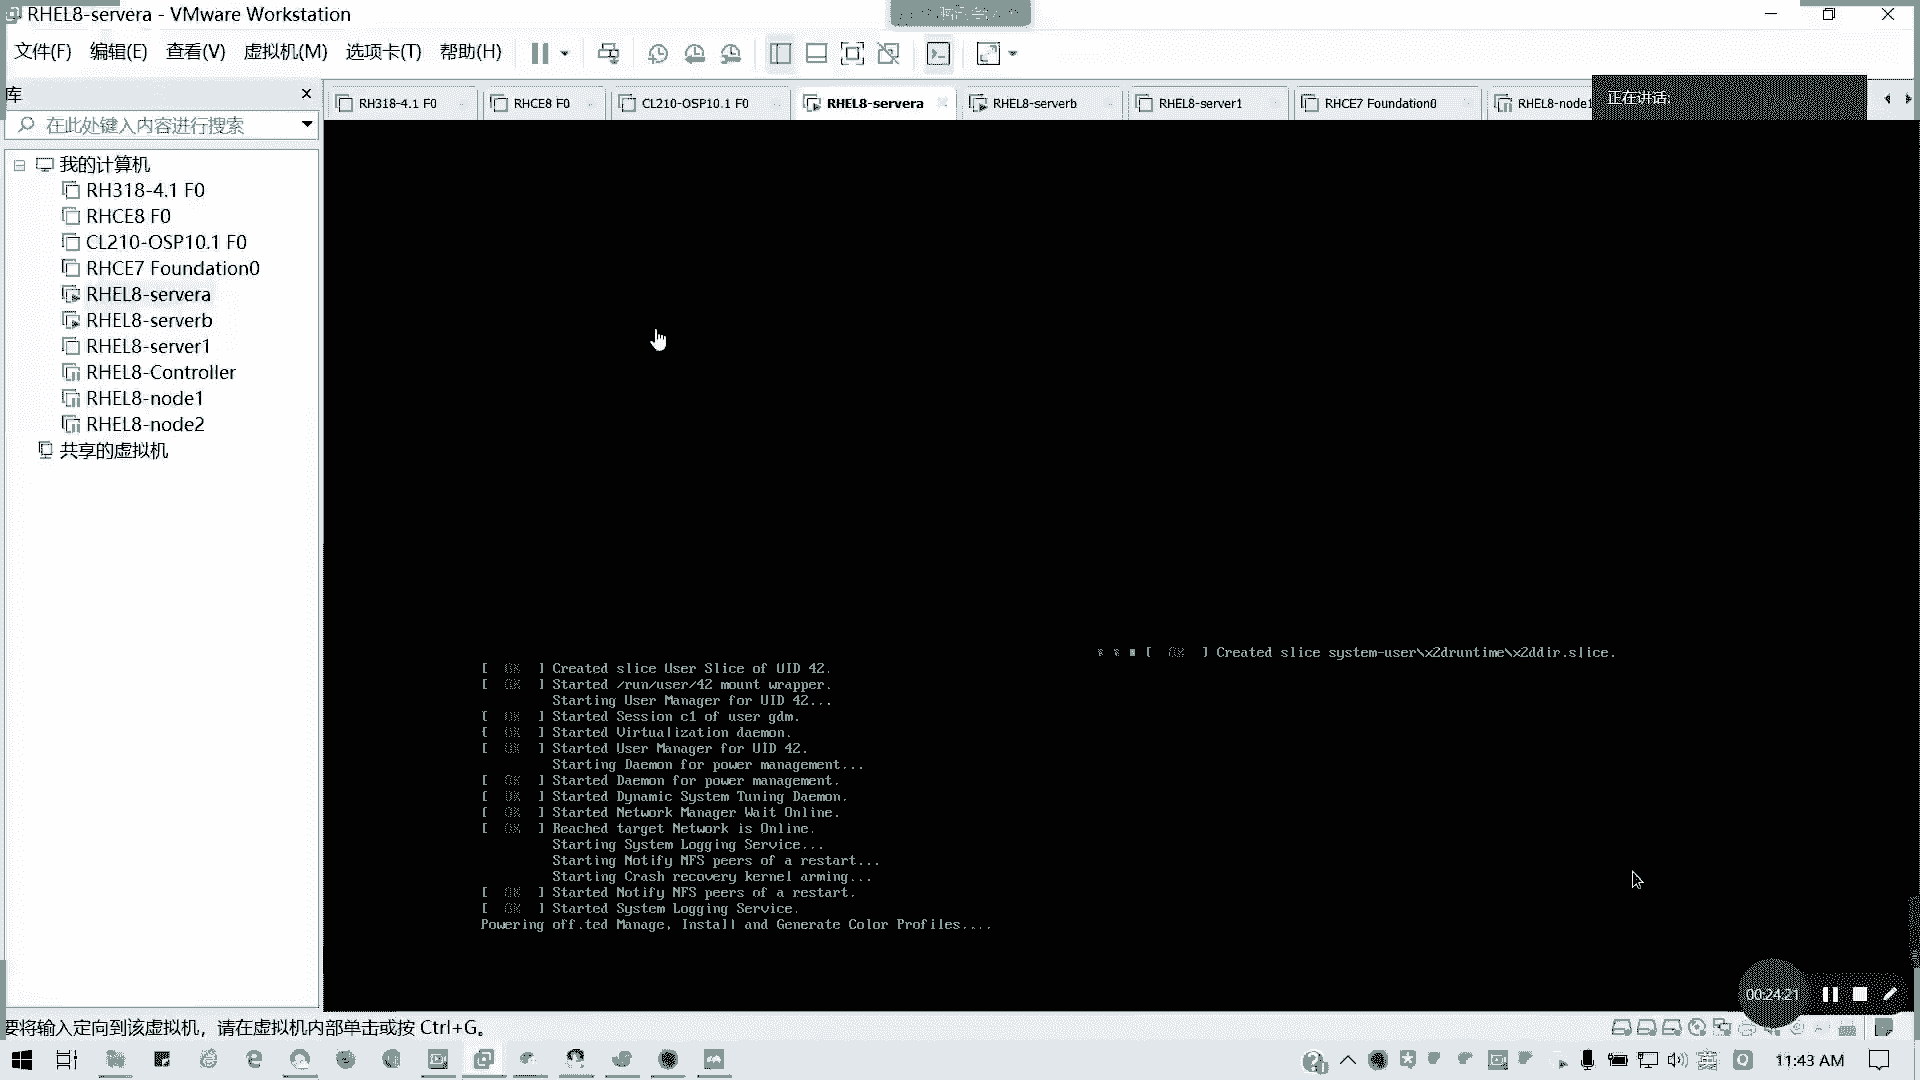 RHEL8-servera - VMware Workstation
文件(F) 编辑(E) 查看(V) 虚拟机(M) 选项卡(T) 帮助(H)
库
在此处键入内容进行搜索
我的计算机
RH318-4.1 F0
RHCE8 F0
CL210-OSP10.1 F0
RHCE7 Foundation0
RHEL8-servera
RHEL8-serverb
RHEL8-server1
RHEL8-Controller
RHEL8-node1
RHEL8-node2
共享的虚拟机
RH318-4.1 F0 RHCE8 F0 CL210-OSP10.1 F0 RHEL8-servera RHEL8-serverb RHEL8-server1 RHCE7 Foundation0 RHEL8-node1
正在讲话:
[ OK ] Created slice system-user\x2druntime\x2ddir.slice.
[ OK ] Created slice User Slice of UID 42.
[ OK ] Started /run/user/42 mount wrapper.
Starting User Manager for UID 42...
[ OK ] Started Session c1 of user gdm.
[ OK ] Started Virtualization daemon.
[ OK ] Started User Manager for UID 42.
Starting Daemon for power management...
[ OK ] Started Daemon for power management.
[ OK ] Started Dynamic System Tuning Daemon.
[ OK ] Started Network Manager Wait Online.
[ OK ] Reached target Network is Online.
Starting System Logging Service...
Starting Notify NFS peers of a restart...
Starting Crash recovery kernel arming...
[ OK ] Started Notify NFS peers of a restart.
[ OK ] Started System Logging Service.
Powering off.ted Manage, Install and Generate Color Profiles....
00:24:21
要将输入定向到该虚拟机，请在虚拟机内部单击或按 Ctrl+G。
英
11:43 AM